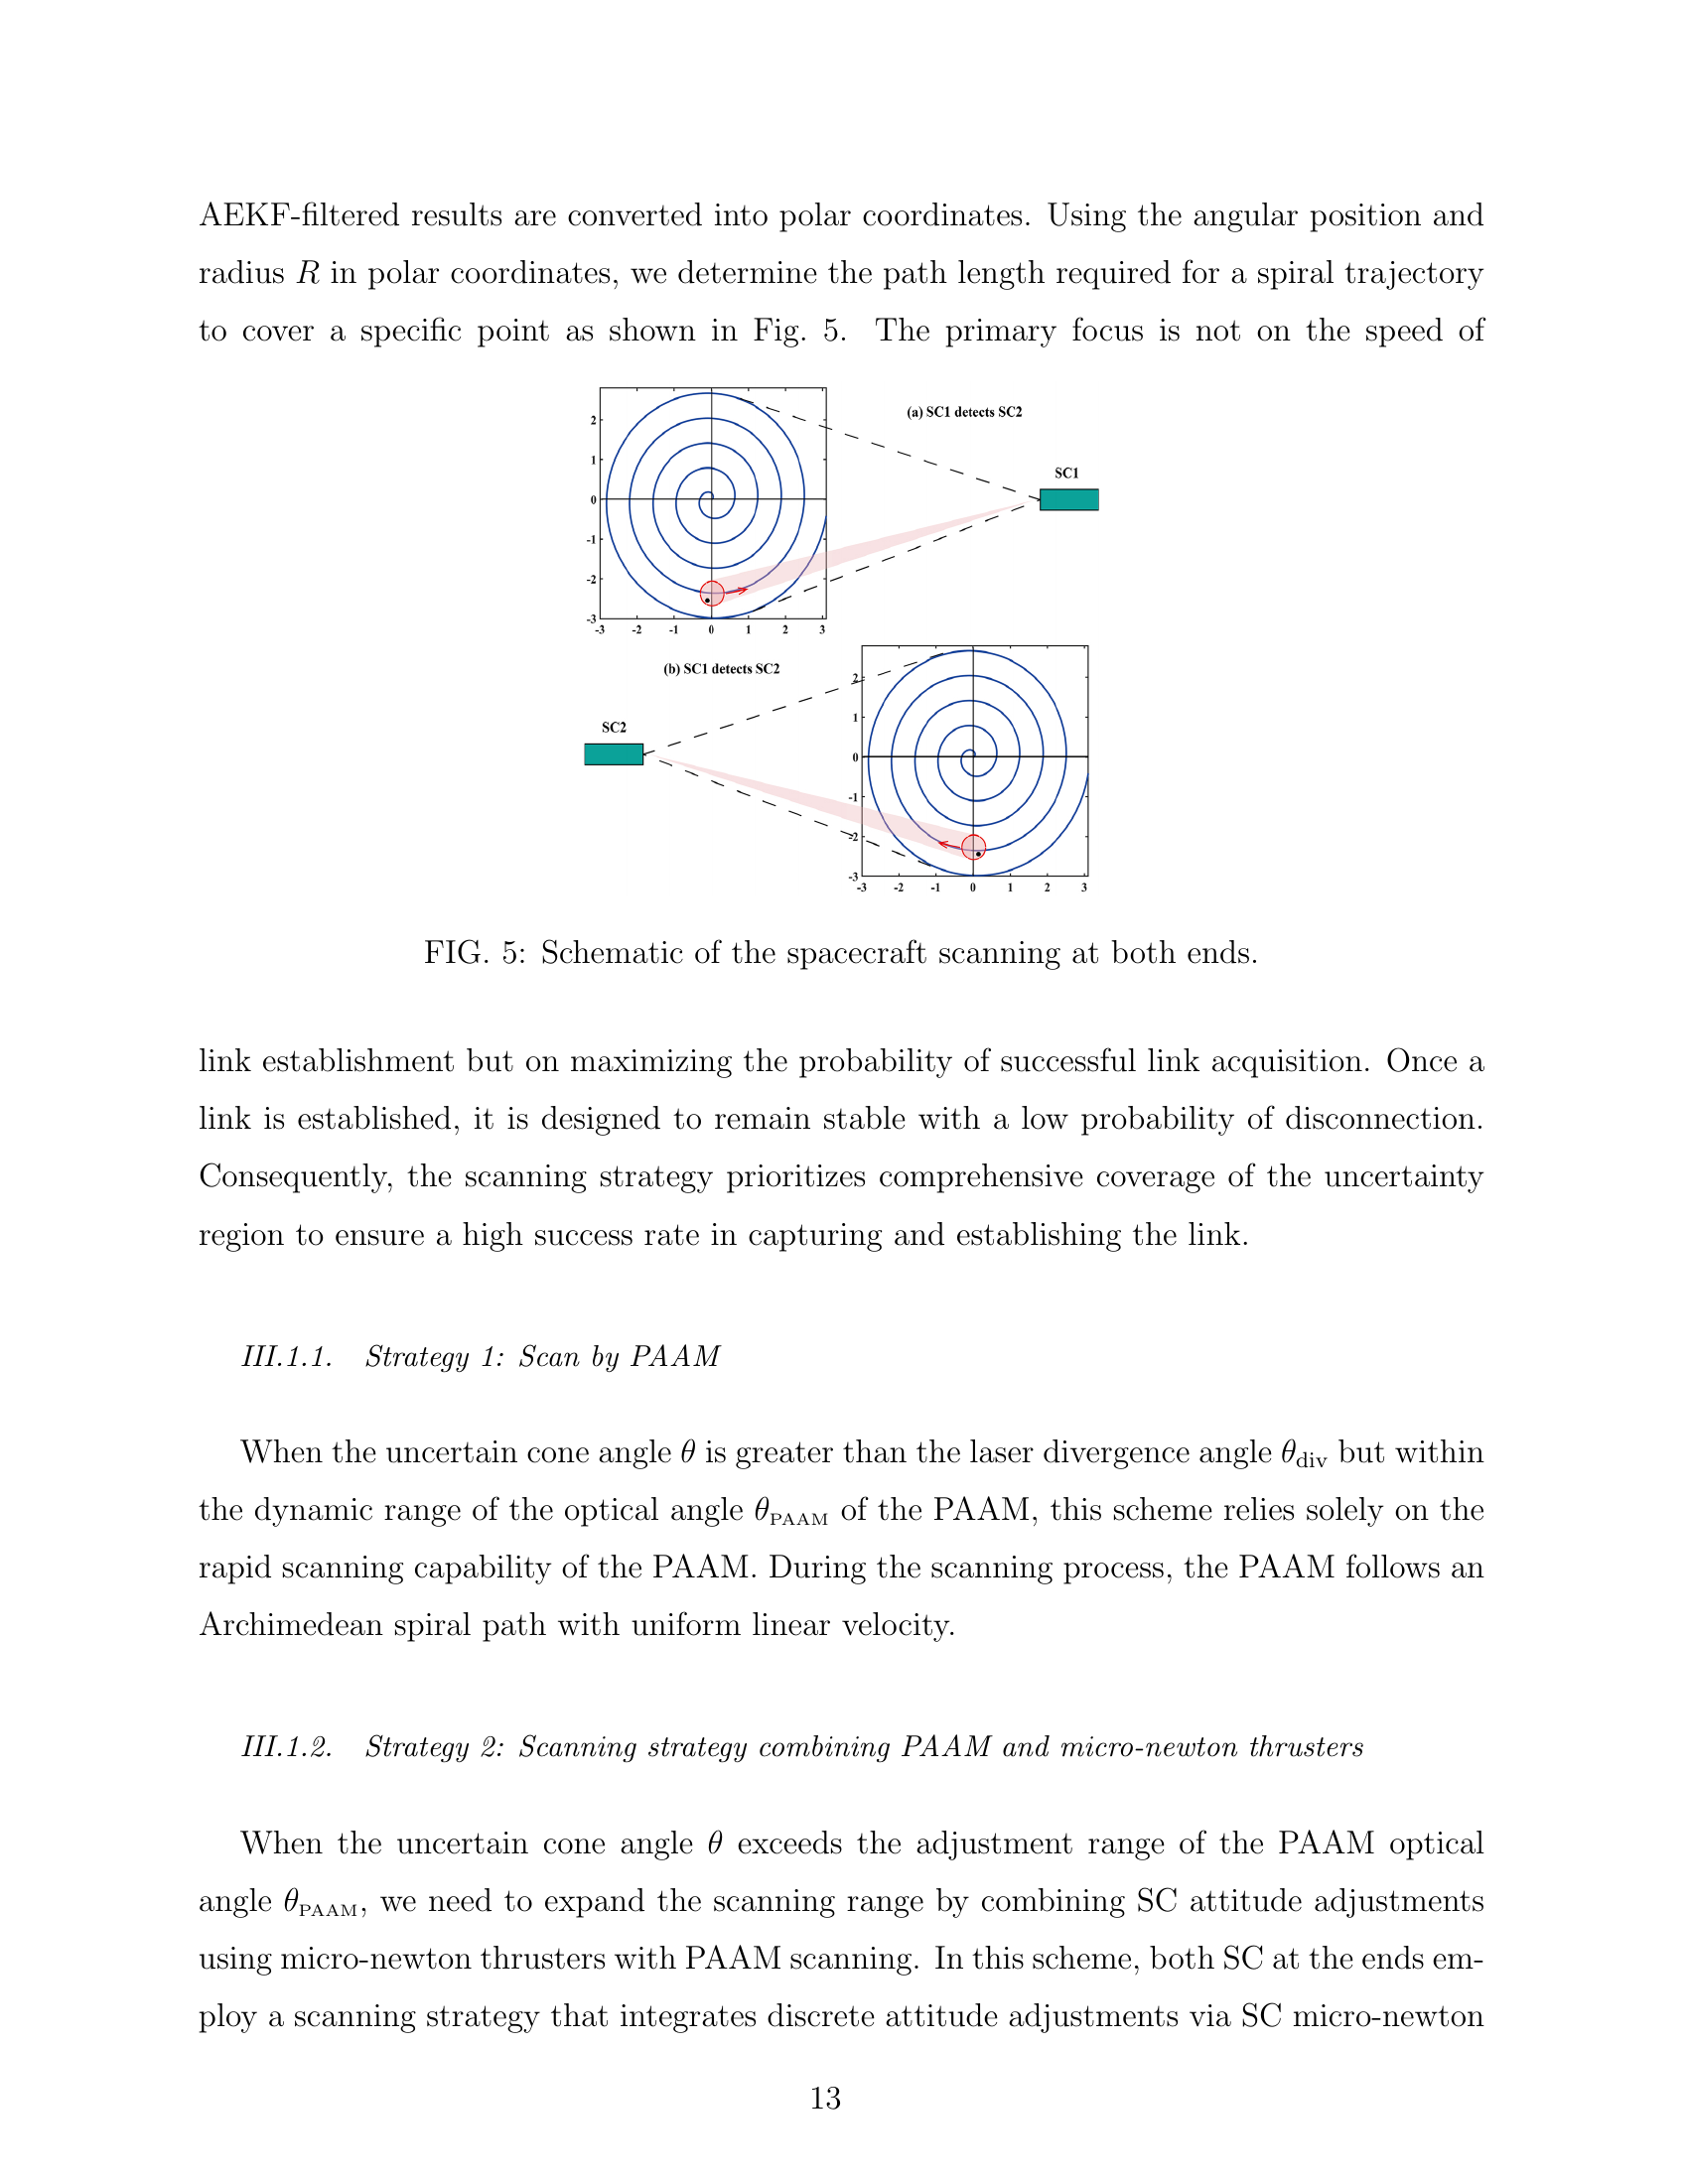 AEKF-filtered results are converted into polar coordinates. Using the angular position and
radius R in polar coordinates, we determine the path length required for a spiral trajectory
to cover a specific point as shown in Fig. 5. The primary focus is not on the speed of
(a) SC1 detects SC2
SC1
2
1
0
-1
-2
-3
-3 -2 -1 0 1 2 3
(b) SC1 detects SC2
SC2
2
1
0
-1
-2
-3
-3 -2 -1 0 1 2 3
FIG. 5: Schematic of the spacecraft scanning at both ends.
link establishment but on maximizing the probability of successful link acquisition. Once a
link is established, it is designed to remain stable with a low probability of disconnection.
Consequently, the scanning strategy prioritizes comprehensive coverage of the uncertainty
region to ensure a high success rate in capturing and establishing the link.
III.1.1. Strategy 1: Scan by PAAM
When the uncertain cone angle θ is greater than the laser divergence angle θdiv but within
the dynamic range of the optical angle θPAAM of the PAAM, this scheme relies solely on the
rapid scanning capability of the PAAM. During the scanning process, the PAAM follows an
Archimedean spiral path with uniform linear velocity.
III.1.2. Strategy 2: Scanning strategy combining PAAM and micro-newton thrusters
When the uncertain cone angle θ exceeds the adjustment range of the PAAM optical
angle θPAAM, we need to expand the scanning range by combining SC attitude adjustments
using micro-newton thrusters with PAAM scanning. In this scheme, both SC at the ends em-
ploy a scanning strategy that integrates discrete attitude adjustments via SC micro-newton
13